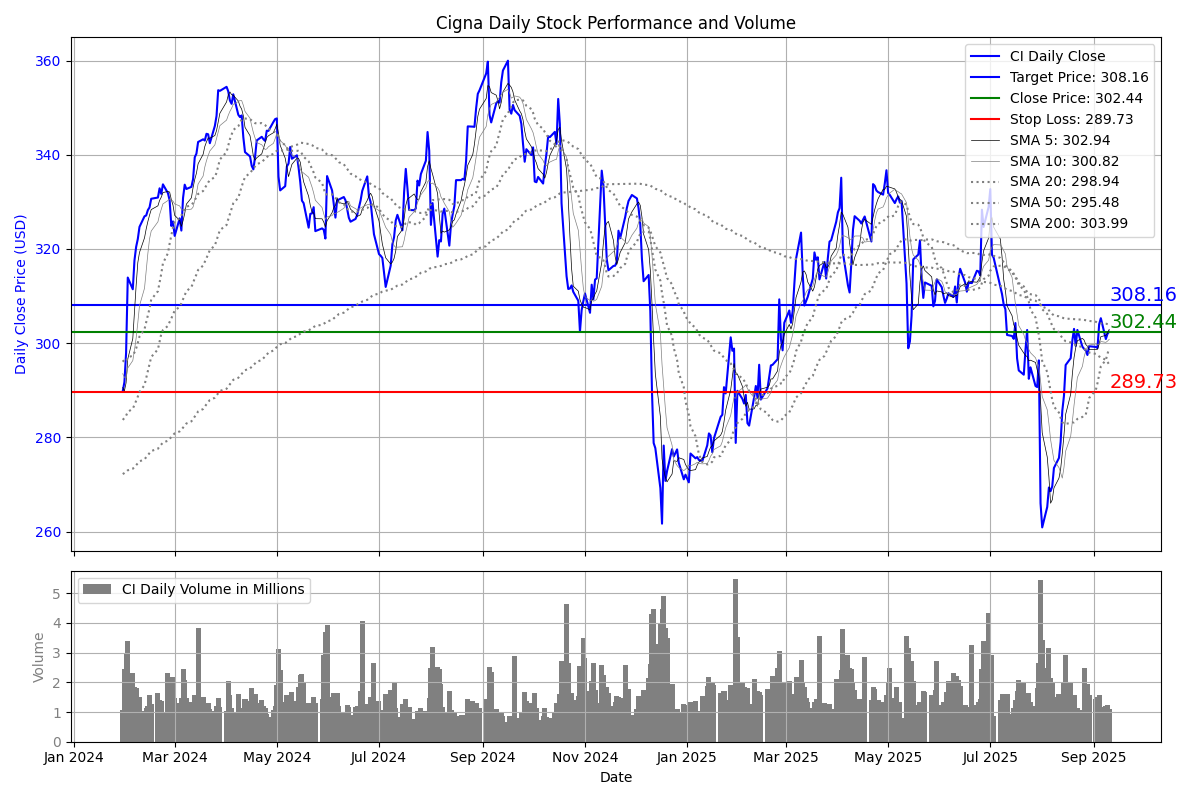 Cigna Daily Stock Performance and Volume
Daily Close Price (USD)
360
340
320
300
280
260
CI Daily Close
Target Price: 308.16
Close Price: 302.44
Stop Loss: 289.73
SMA 5: 302.94
SMA 10: 300.82
SMA 20: 298.94
SMA 50: 295.48
SMA 200: 303.99
308.16
302.44
289.73
CI Daily Volume in Millions
Volume
5
4
3
2
1
0
Jan 2024 Mar 2024 May 2024 Jul 2024 Sep 2024 Nov 2024 Jan 2025 Mar 2025 May 2025 Jul 2025 Sep 2025
Date